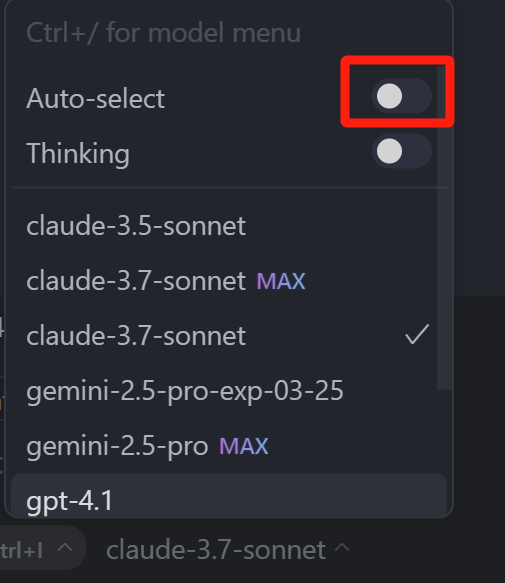 Ctrl+/ for model menu
Auto-select
Thinking
claude-3.5-sonnet
claude-3.7-sonnet MAX
claude-3.7-sonnet
gemini-2.5-pro-exp-03-25
gemini-2.5-pro MAX
gpt-4.1
trl+I claude-3.7-sonnet